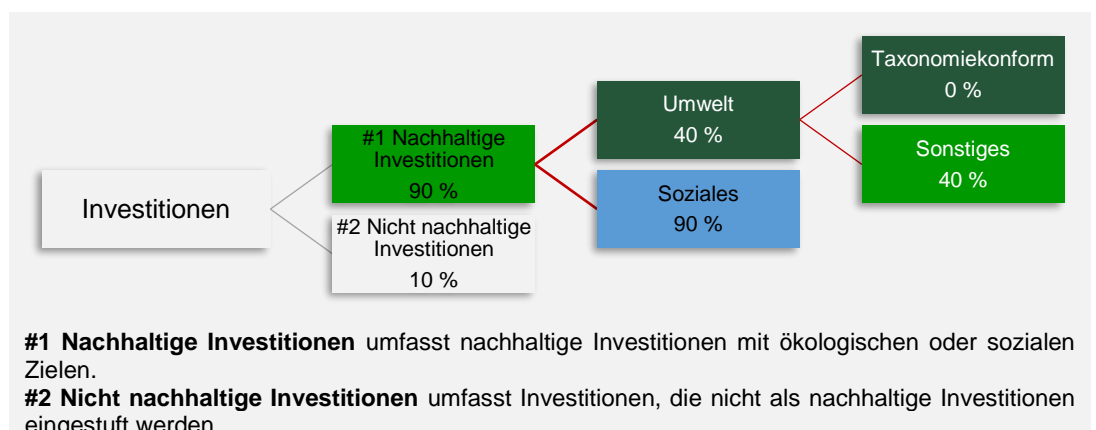 Investitionen
#1 Nachhaltige
Investitionen
90 %
#2 Nicht nachhaltige
Investitionen
10 %
Umwelt
40 %
Soziales
90 %
Taxonomiekonform
0 %
Sonstiges
40 %
#1 Nachhaltige Investitionen umfasst nachhaltige Investitionen mit ökologischen oder sozialen
Zielen.
#2 Nicht nachhaltige Investitionen umfasst Investitionen, die nicht als nachhaltige Investitionen
eingestuft werden